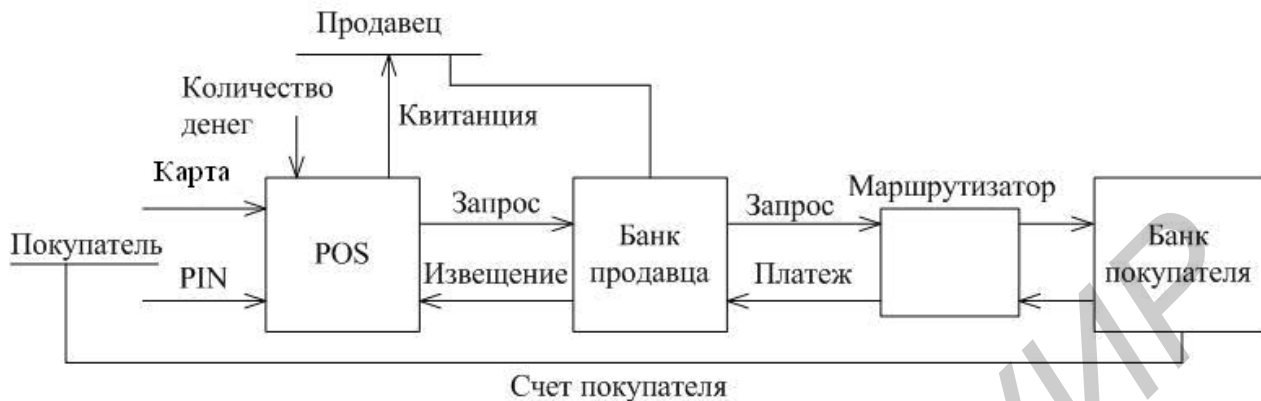 Продавец
Количество
денег
Квитанция
Карта
Запрос
Запрос
Маршрутизатор
Покупатель
POS
Банк
продавца
Банк
покупателя
PIN
Извещение
Платеж
Счет покупателя